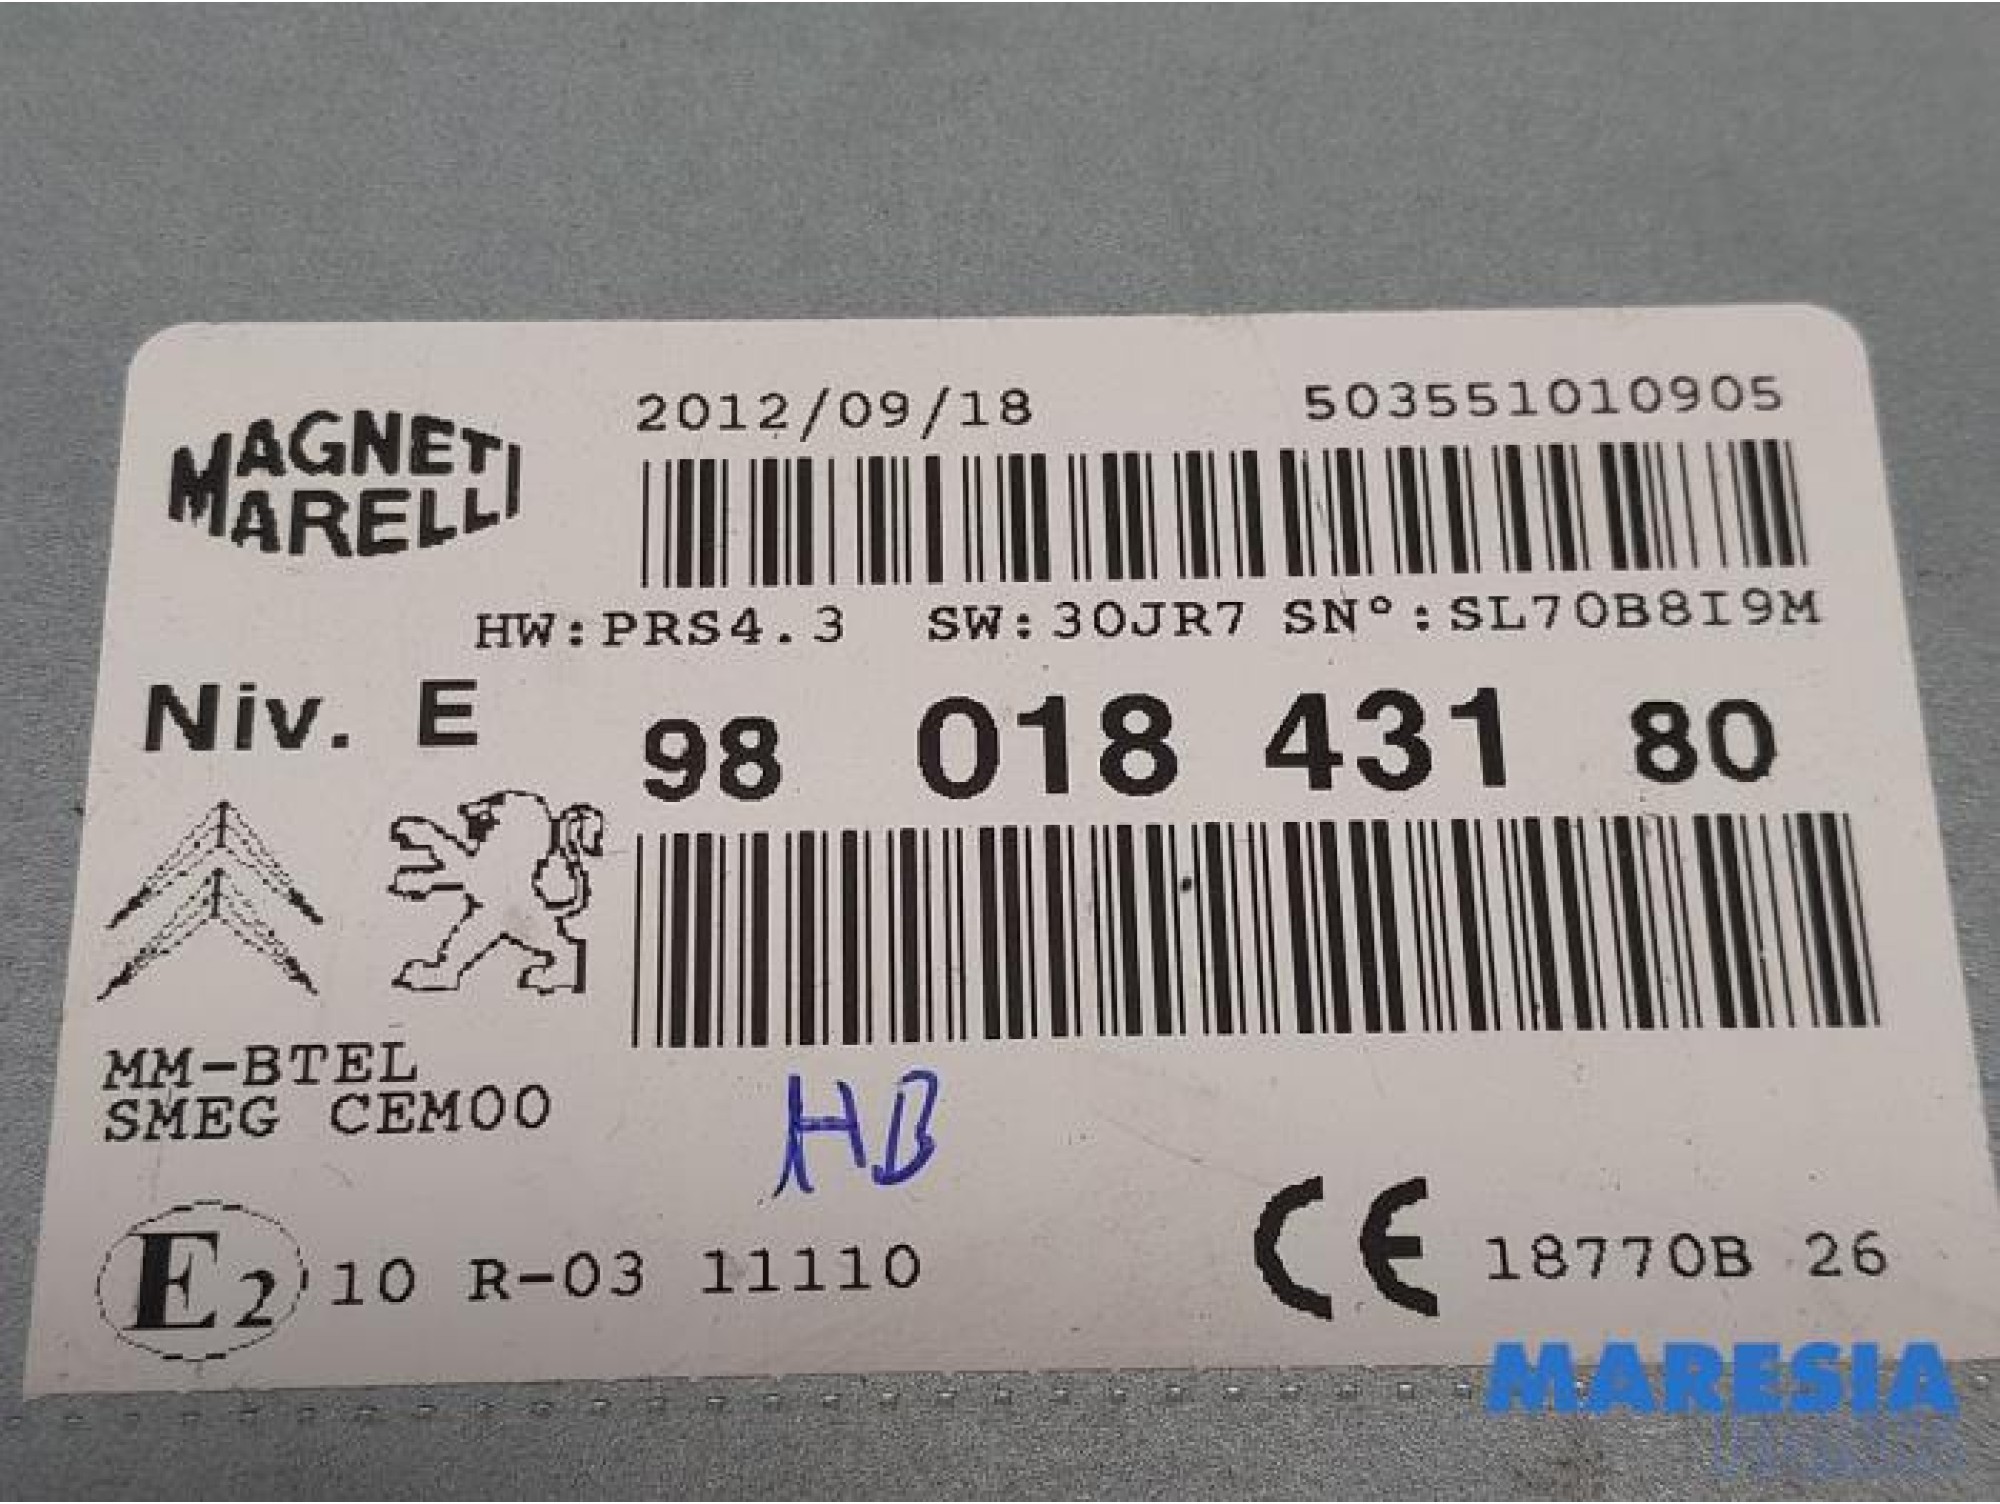 MAGNETI
MARELLI
2012/09/18 503551010905
HW:PRS4.3 SW:30JR7 SN°:SL70B8I9M
Niv. E 98 018 431 80
MM-BTEL
SMEG CEM00
HB
E2 10 R-03 11110 CE 18770B 26
MARESIA